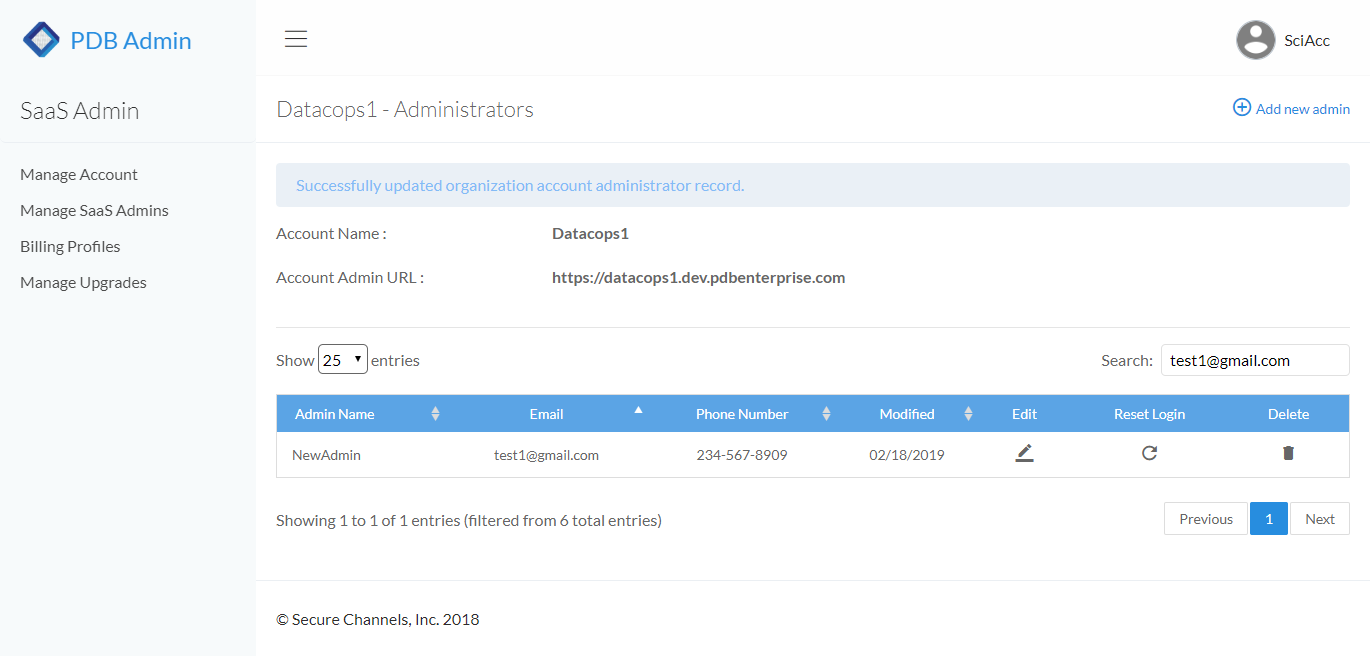 PDB Admin
SciAcc
SaaS Admin
Datacops1 - Administrators
Add new admin
Manage Account
Manage SaaS Admins
Billing Profiles
Manage Upgrades
Successfully updated organization account administrator record.
Account Name : Datacops1
Account Admin URL : https://datacops1.dev.pdbenterprise.com
Show 25 entries Search: test1@gmail.com
Admin Name Email Phone Number Modified Edit Reset Login Delete
NewAdmin test1@gmail.com 234-567-8909 02/18/2019
Showing 1 to 1 of 1 entries (filtered from 6 total entries) Previous 1 Next
© Secure Channels, Inc. 2018